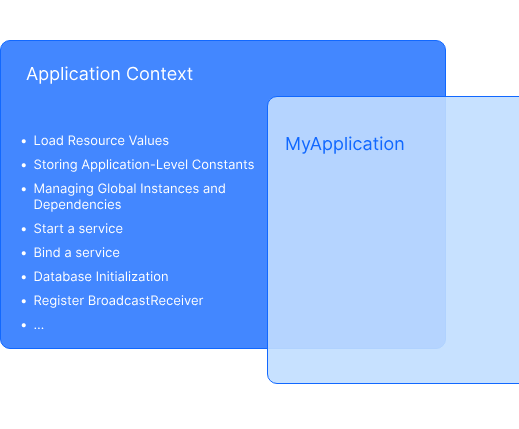 Application Context
MyApplication
• Load Resource Values
• Storing Application-Level Constants
• Managing Global Instances and
Dependencies
• Start a service
• Bind a service
• Database Initialization
• Register BroadcastReceiver
• ...